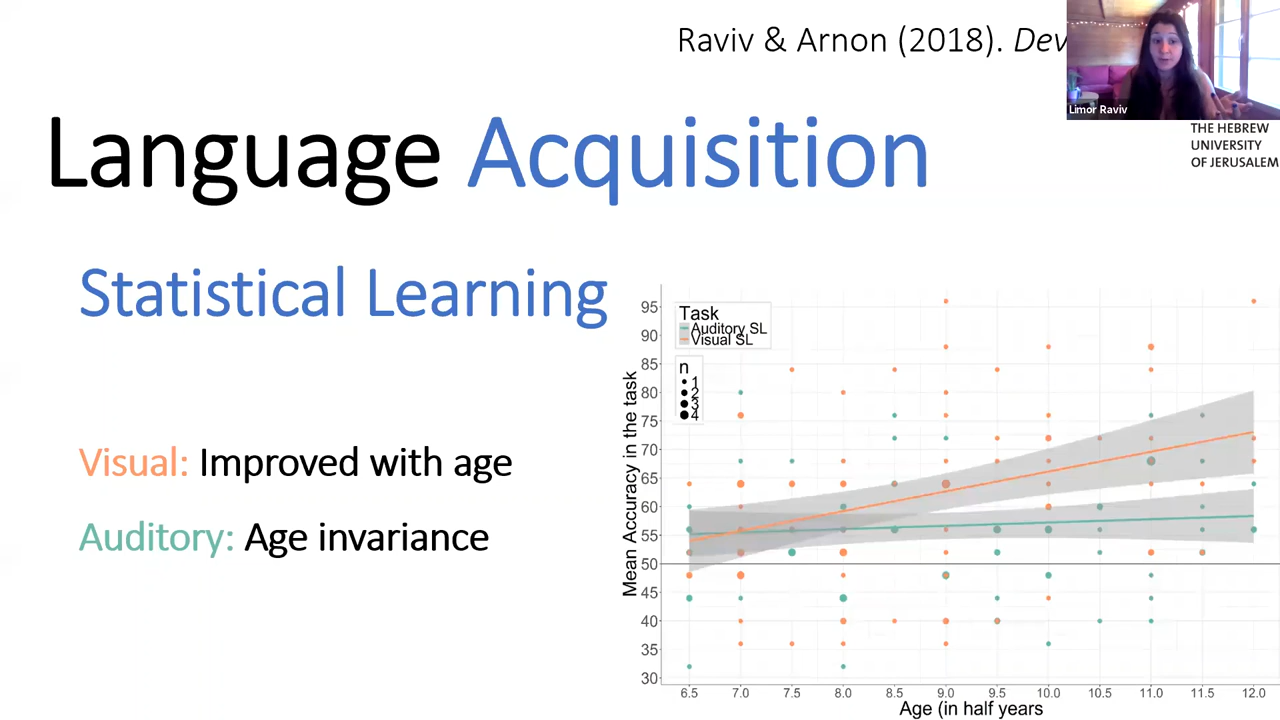 Raviv & Arnon (2018). Dev
Limor Raviv
THE HEBREW
UNIVERSITY
OF JERUSALEM
Language Acquisition
Statistical Learning
Visual: Improved with age
Auditory: Age invariance
Task
Auditory SL
Visual SL
n
1
2
3
4
Mean Accuracy in the task
95
90
85
80
75
70
65
60
55
50
45
40
35
30
6.5 7.0 7.5 8.0 8.5 9.0 9.5 10.0 10.5 11.0 11.5 12.0
Age (in half years